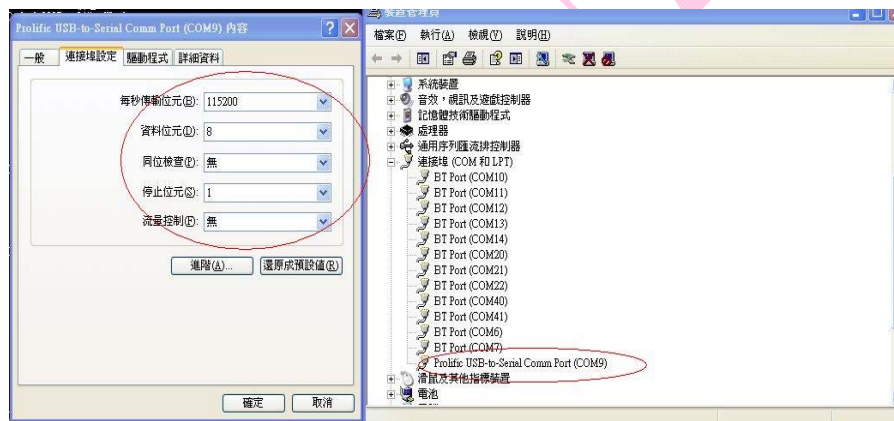 Prolific USB-to-Serial Comm Port (COM9) 內容
一般 連接埠設定 驅動程式 詳細資料
每秒傳輸位元(B): 115200
資料位元(D): 8
同位檢查(P): 無
停止位元(S): 1
流量控制(F): 無
進階(A)... 還原成預設值(R)
確定 取消
裝置管理員
檔案(F) 執行(A) 檢視(V) 說明(H)
系統裝置
音效，視訊及遊戲控制器
記憶體技術驅動程式
處理器
通用序列匯流排控制器
連接埠 (COM 和 LPT)
BT Port (COM10)
BT Port (COM11)
BT Port (COM12)
BT Port (COM13)
BT Port (COM14)
BT Port (COM20)
BT Port (COM21)
BT Port (COM22)
BT Port (COM40)
BT Port (COM41)
BT Port (COM6)
BT Port (COM7)
Prolific USB-to-Serial Comm Port (COM9)
滑鼠及其他指標裝置
電池